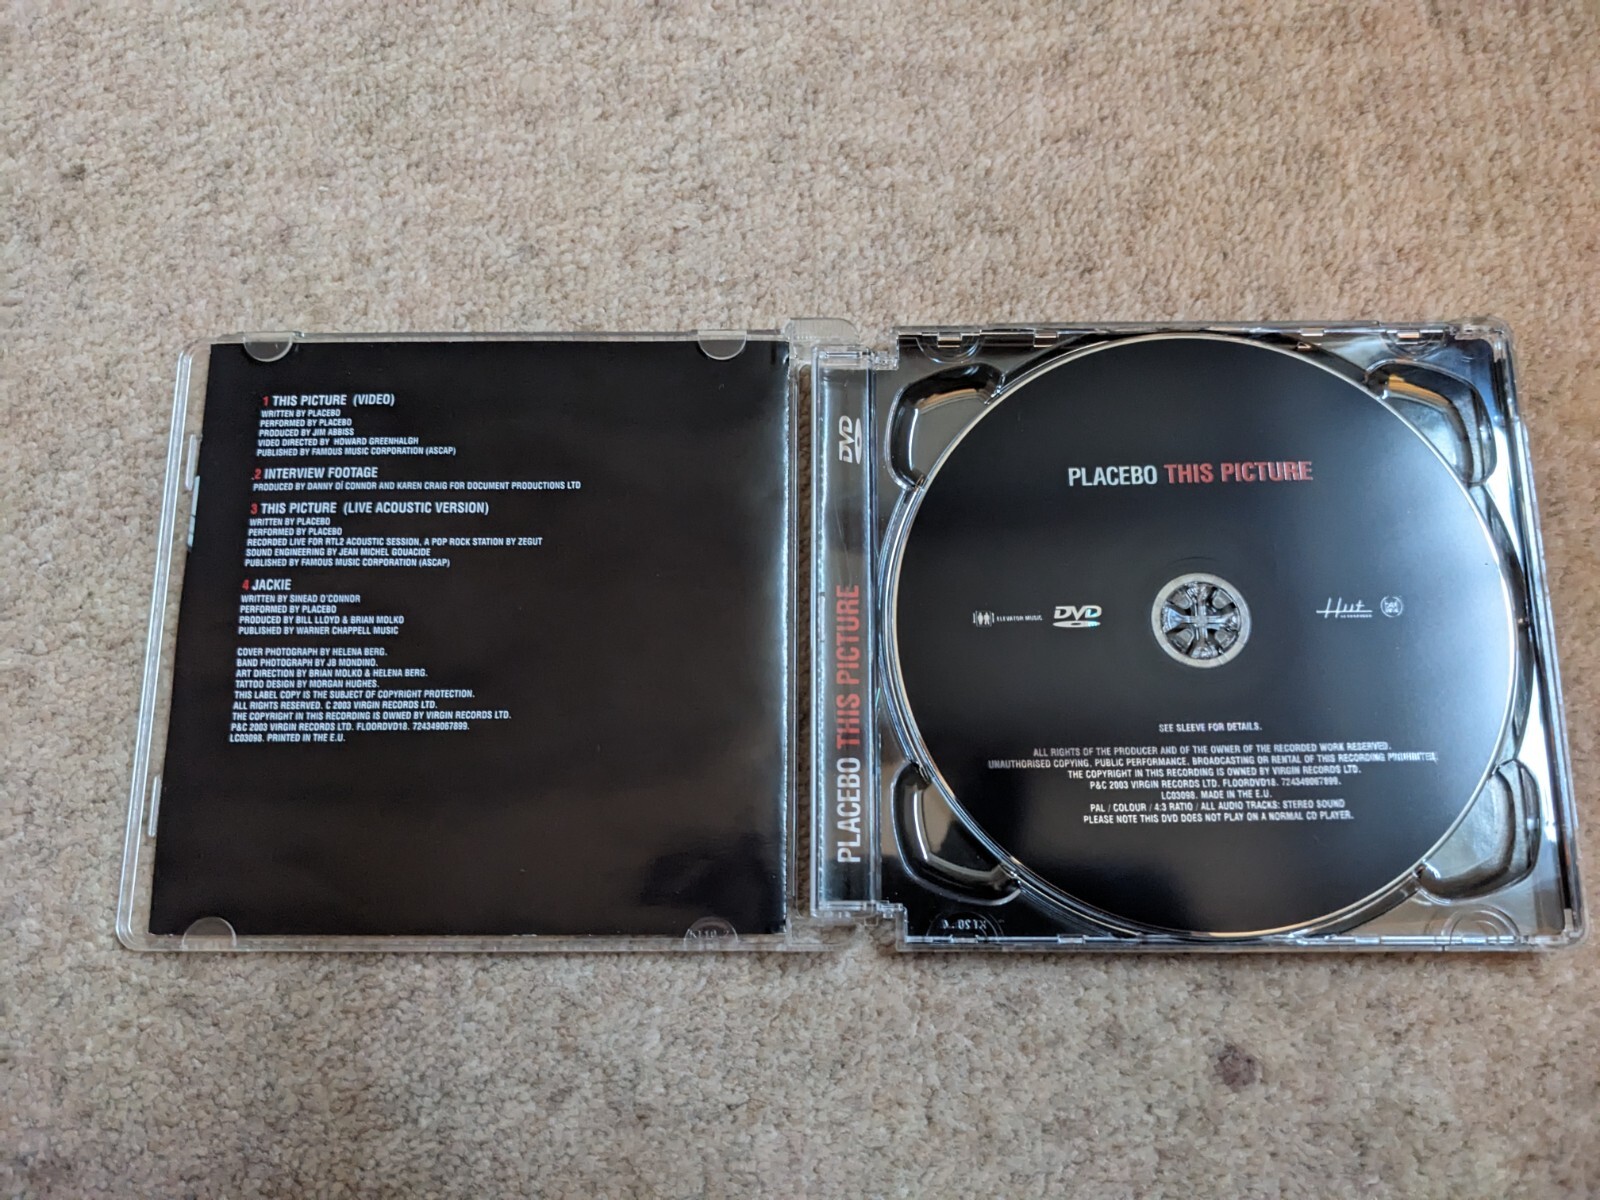 1 THIS PICTURE (VIDEO)
WRITTEN BY PLACEBO
PERFORMED BY PLACEBO
PRODUCED BY JIM ABBISS
VIDEO DIRECTED BY HOWARD GREENHALGH
PUBLISHED BY FAMOUS MUSIC CORPORATION (ASCAP)
2 INTERVIEW FOOTAGE
PRODUCED BY DANNY OÍ CONNOR AND KAREN CRAIG FOR DOCUMENT PRODUCTIONS LTD
3 THIS PICTURE (LIVE ACOUSTIC VERSION)
WRITTEN BY PLACEBO
PERFORMED BY PLACEBO
RECORDED LIVE FOR RTL2 ACOUSTIC SESSION, A POP ROCK STATION BY ZEGUT
SOUND ENGINEERING BY JEAN MICHEL GOUACIDE
PUBLISHED BY FAMOUS MUSIC CORPORATION (ASCAP)
4 JACKIE
WRITTEN BY SINEAD O'CONNOR
PERFORMED BY PLACEBO
PRODUCED BY BILL LLOYD & BRIAN MOLKO
PUBLISHED BY WARNER CHAPPELL MUSIC
COVER PHOTOGRAPH BY HELENA BERG.
BAND PHOTOGRAPH BY JB MONDINO.
ART DIRECTION BY BRIAN MOLKO & HELENA BERG.
TATTOO DESIGN BY MORGAN HUGHES.
THIS LABEL COPY IS THE SUBJECT OF COPYRIGHT PROTECTION.
ALL RIGHTS RESERVED. C 2003 VIRGIN RECORDS LTD.
THE COPYRIGHT IN THIS RECORDING IS OWNED BY VIRGIN RECORDS LTD.
P&C 2003 VIRGIN RECORDS LTD. FLOORDVD18. 724349067899.
LC03098. PRINTED IN THE E.U.
DVD
PLACEBO THIS PICTURE
PLACEBO THIS PICTURE
ELEVATOR MUSIC
DVD
Hut
SEE SLEEVE FOR DETAILS.
ALL RIGHTS OF THE PRODUCER AND OF THE OWNER OF THE RECORDED WORK RESERVED.
UNAUTHORISED COPYING, PUBLIC PERFORMANCE, BROADCASTING OR RENTAL OF THIS RECORDING PROHIBITED.
THE COPYRIGHT IN THIS RECORDING IS OWNED BY VIRGIN RECORDS LTD.
P&C 2003 VIRGIN RECORDS LTD. FLOORDVD18. 724349067899.
LC03098. MADE IN THE E.U.
PAL / COLOUR / 4:3 RATIO / ALL AUDIO TRACKS: STEREO SOUND
PLEASE NOTE THIS DVD DOES NOT PLAY ON A NORMAL CD PLAYER.